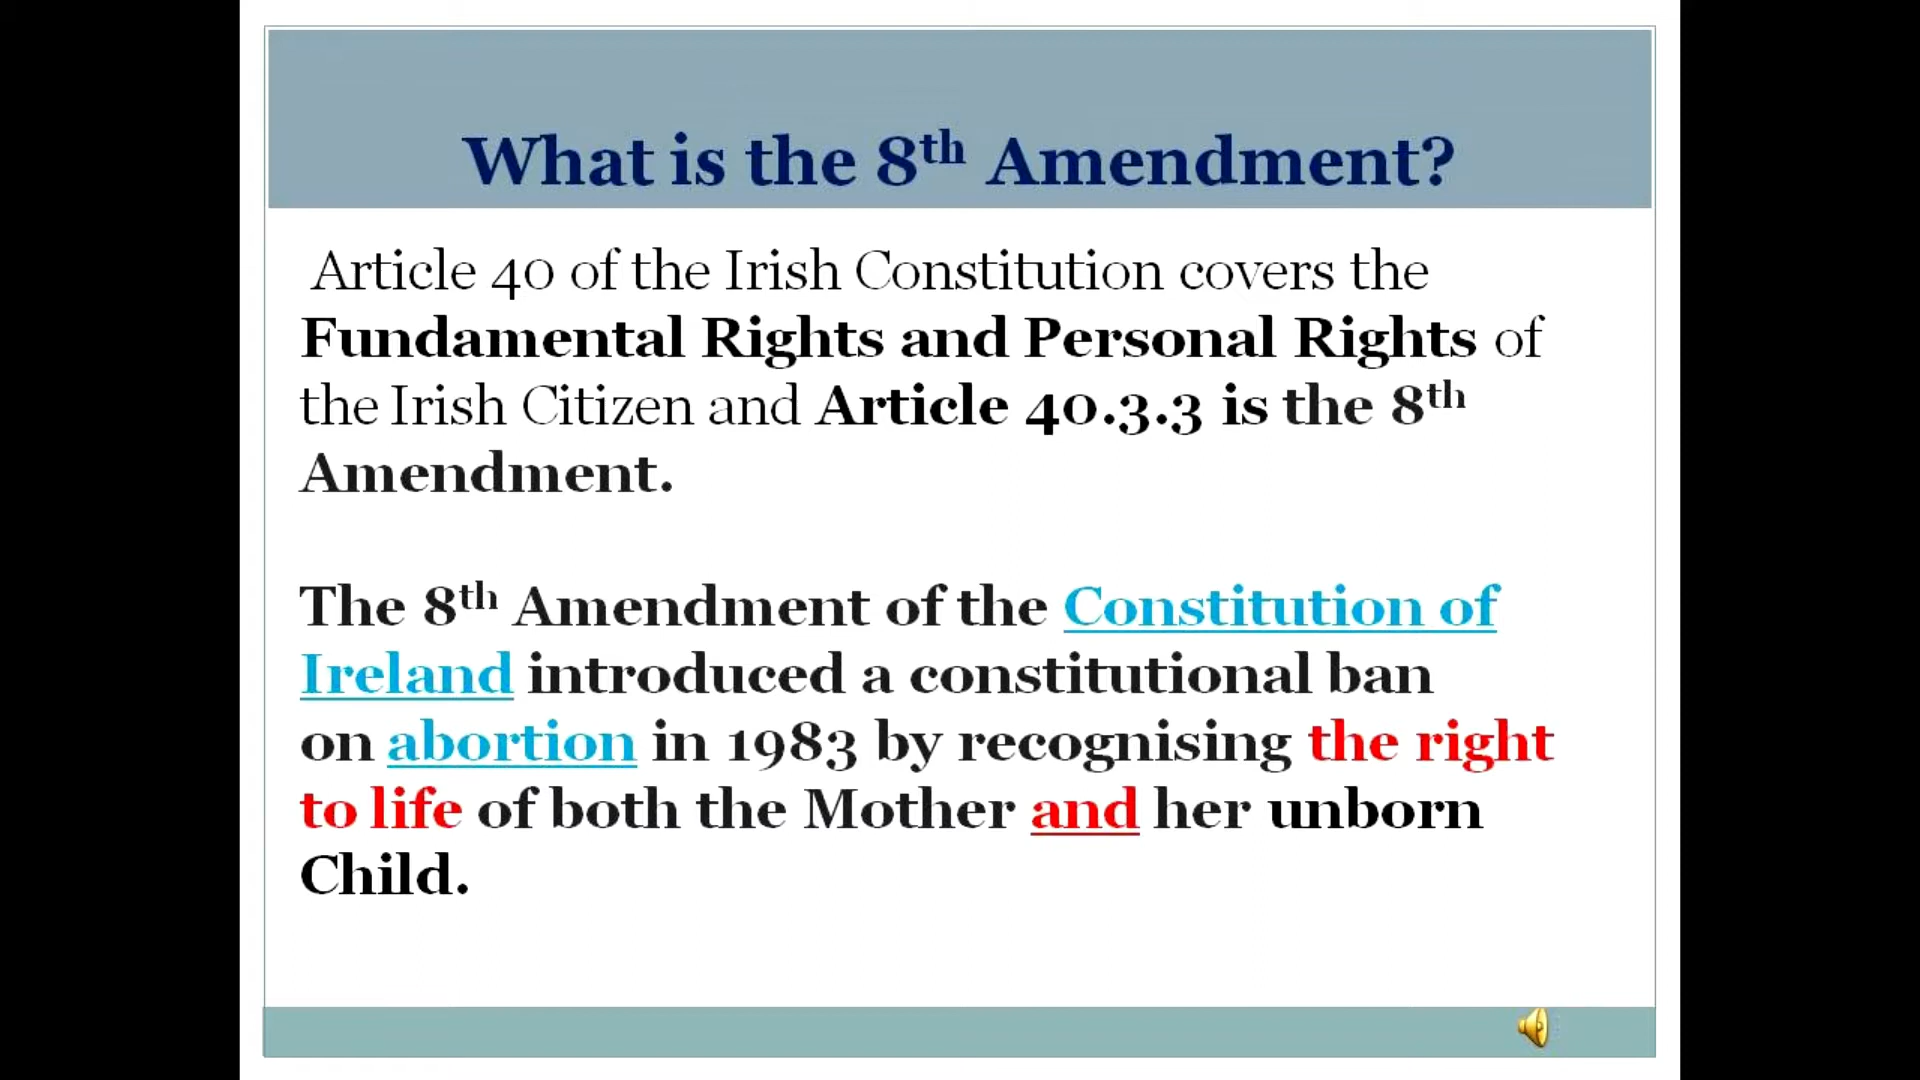 What is the 8th Amendment?
Article 40 of the Irish Constitution covers the
Fundamental Rights and Personal Rights of
the Irish Citizen and Article 40.3.3 is the 8th
Amendment.
The 8th Amendment of the Constitution of
Ireland introduced a constitutional ban
on abortion in 1983 by recognising the right
to life of both the Mother and her unborn
Child.